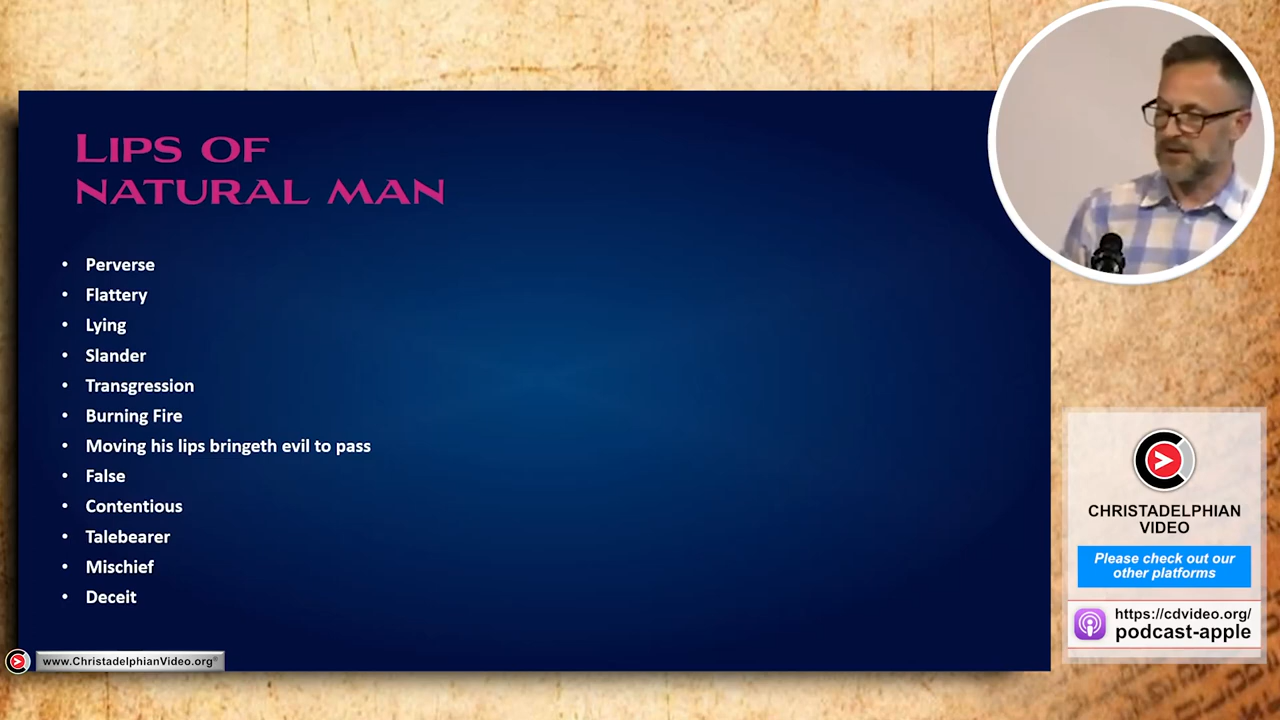 LIPS OF
NATURAL MAN
• Perverse
• Flattery
• Lying
• Slander
• Transgression
• Burning Fire
• Moving his lips bringeth evil to pass
• False
• Contentious
• Talebearer
• Mischief
• Deceit
www.ChristadelphianVideo.org®
CHRISTADELPHIAN
VIDEO
Please check out our
other platforms
https://cdvideo.org/
podcast-apple